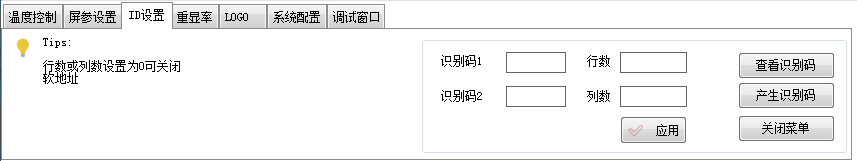 温度控制 屏参设置 ID设置 重显率 LOGO 系统配置 调试窗口
Tips:
行数或列数设置为0可关闭
软地址
识别码1 行数 查看识别码
识别码2 列数 产生识别码
应用 关闭菜单